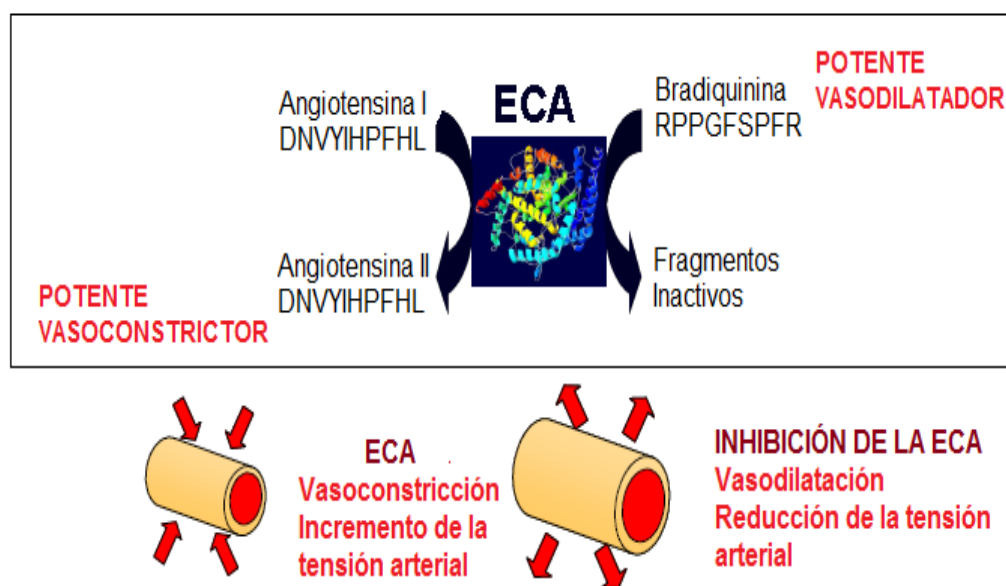 ECA
Angiotensina I
DNVYIHPFHL
Bradiquinina
RPPGFSPFR
POTENTE
VASODILATADOR
Angiotensina II
DNVYIHPFHL
Fragmentos
Inactivos
POTENTE
VASOCONSTRICTOR
ECA
Vasoconstricción
Incremento de la
tensión arterial
INHIBICIÓN DE LA ECA
Vasodilatación
Reducción de la tensión
arterial